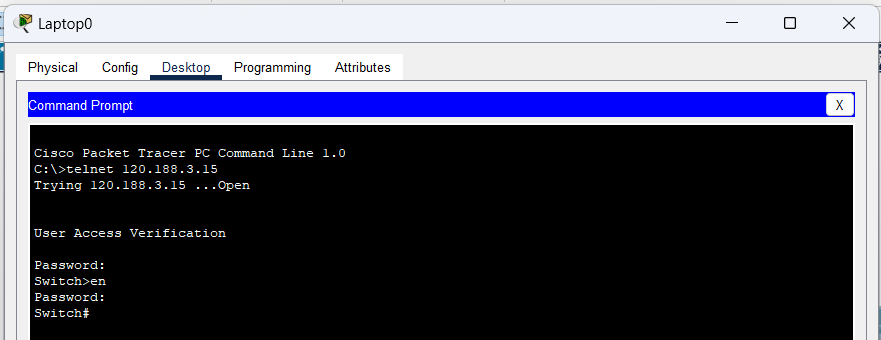 Laptop0
Physical Config Desktop Programming Attributes
Command Prompt
X
Cisco Packet Tracer PC Command Line 1.0
C:\>telnet 120.188.3.15
Trying 120.188.3.15 ...Open
User Access Verification
Password:
Switch>en
Password:
Switch#